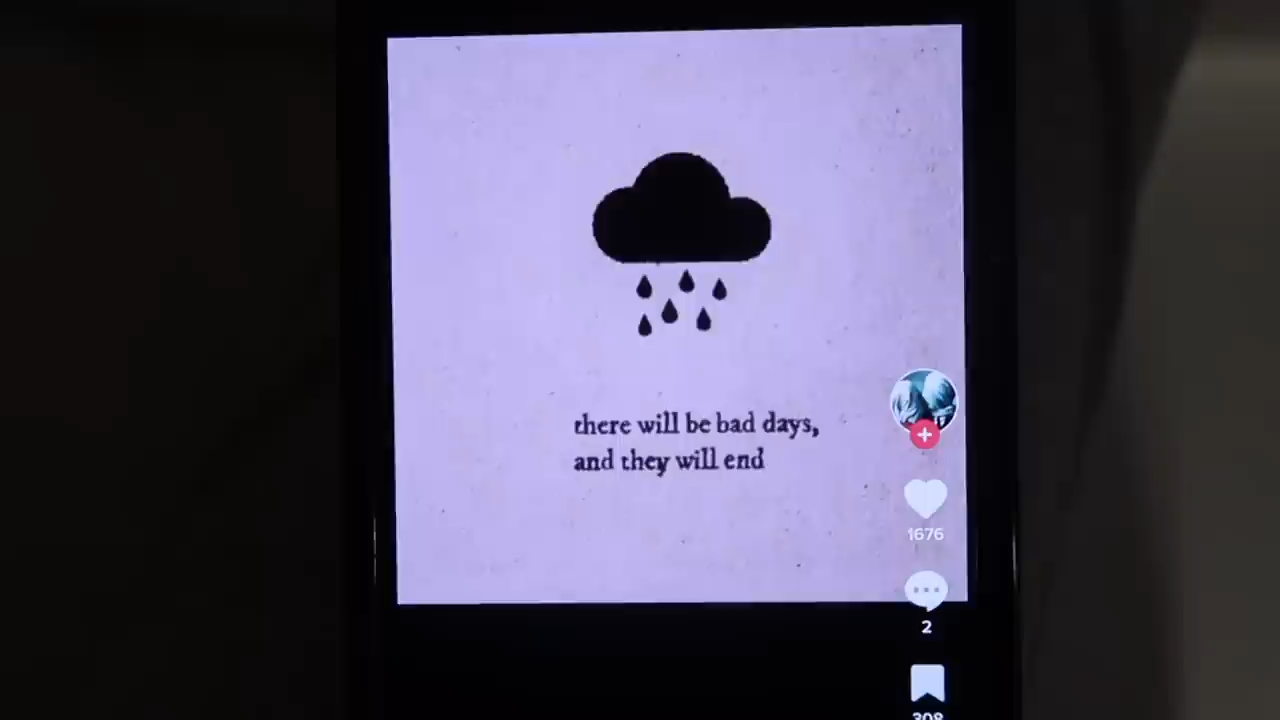 there will be bad days,
and they will end
1676
2
308